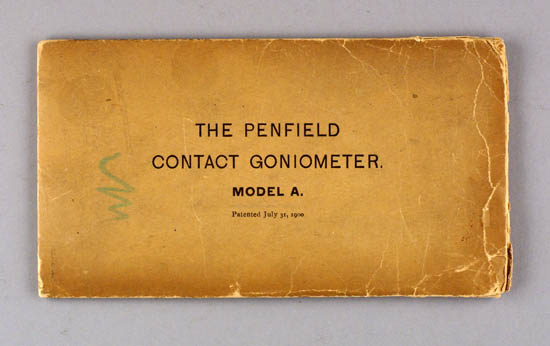 THE PENFIELD
CONTACT GONIOMETER.
MODEL A.
Patented July 31, 1900